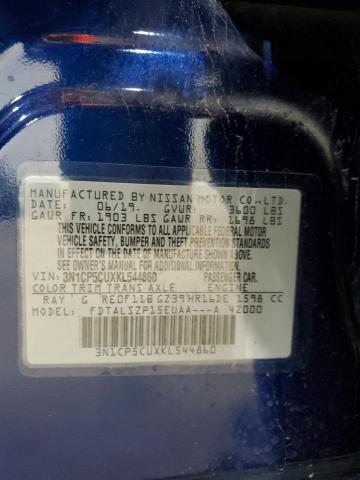 MANUFACTURED BY NISSAN MOTOR CO.,LTD.
DATE: 06/19. GVWR: 3600 LBS
GAWR FR: 1903 LBS GAWR RR: 1698 LBS
THIS VEHICLE CONFORMS TO ALL
APPLICABLE FEDERAL MOTOR
VEHICLE SAFETY, BUMPER AND THEFT
PREVENTION STANDARDS IN
EFFECT ON THE DATE OF
MANUFACTURE SHOWN ABOVE.
SEE OWNER'S MANUAL FOR ADDITIONAL
INFORMATION.
VIN: 3N1CP5CUXKL544860 PASSENGER CAR.
COLOR TRIM TRANS AXLE ENGINE
RAY G RE0F11B GZ39 HR16DE 1598 CC
MODEL: FDTALSZP15EUAA---A 42000
3N1CP5CUXKL544860